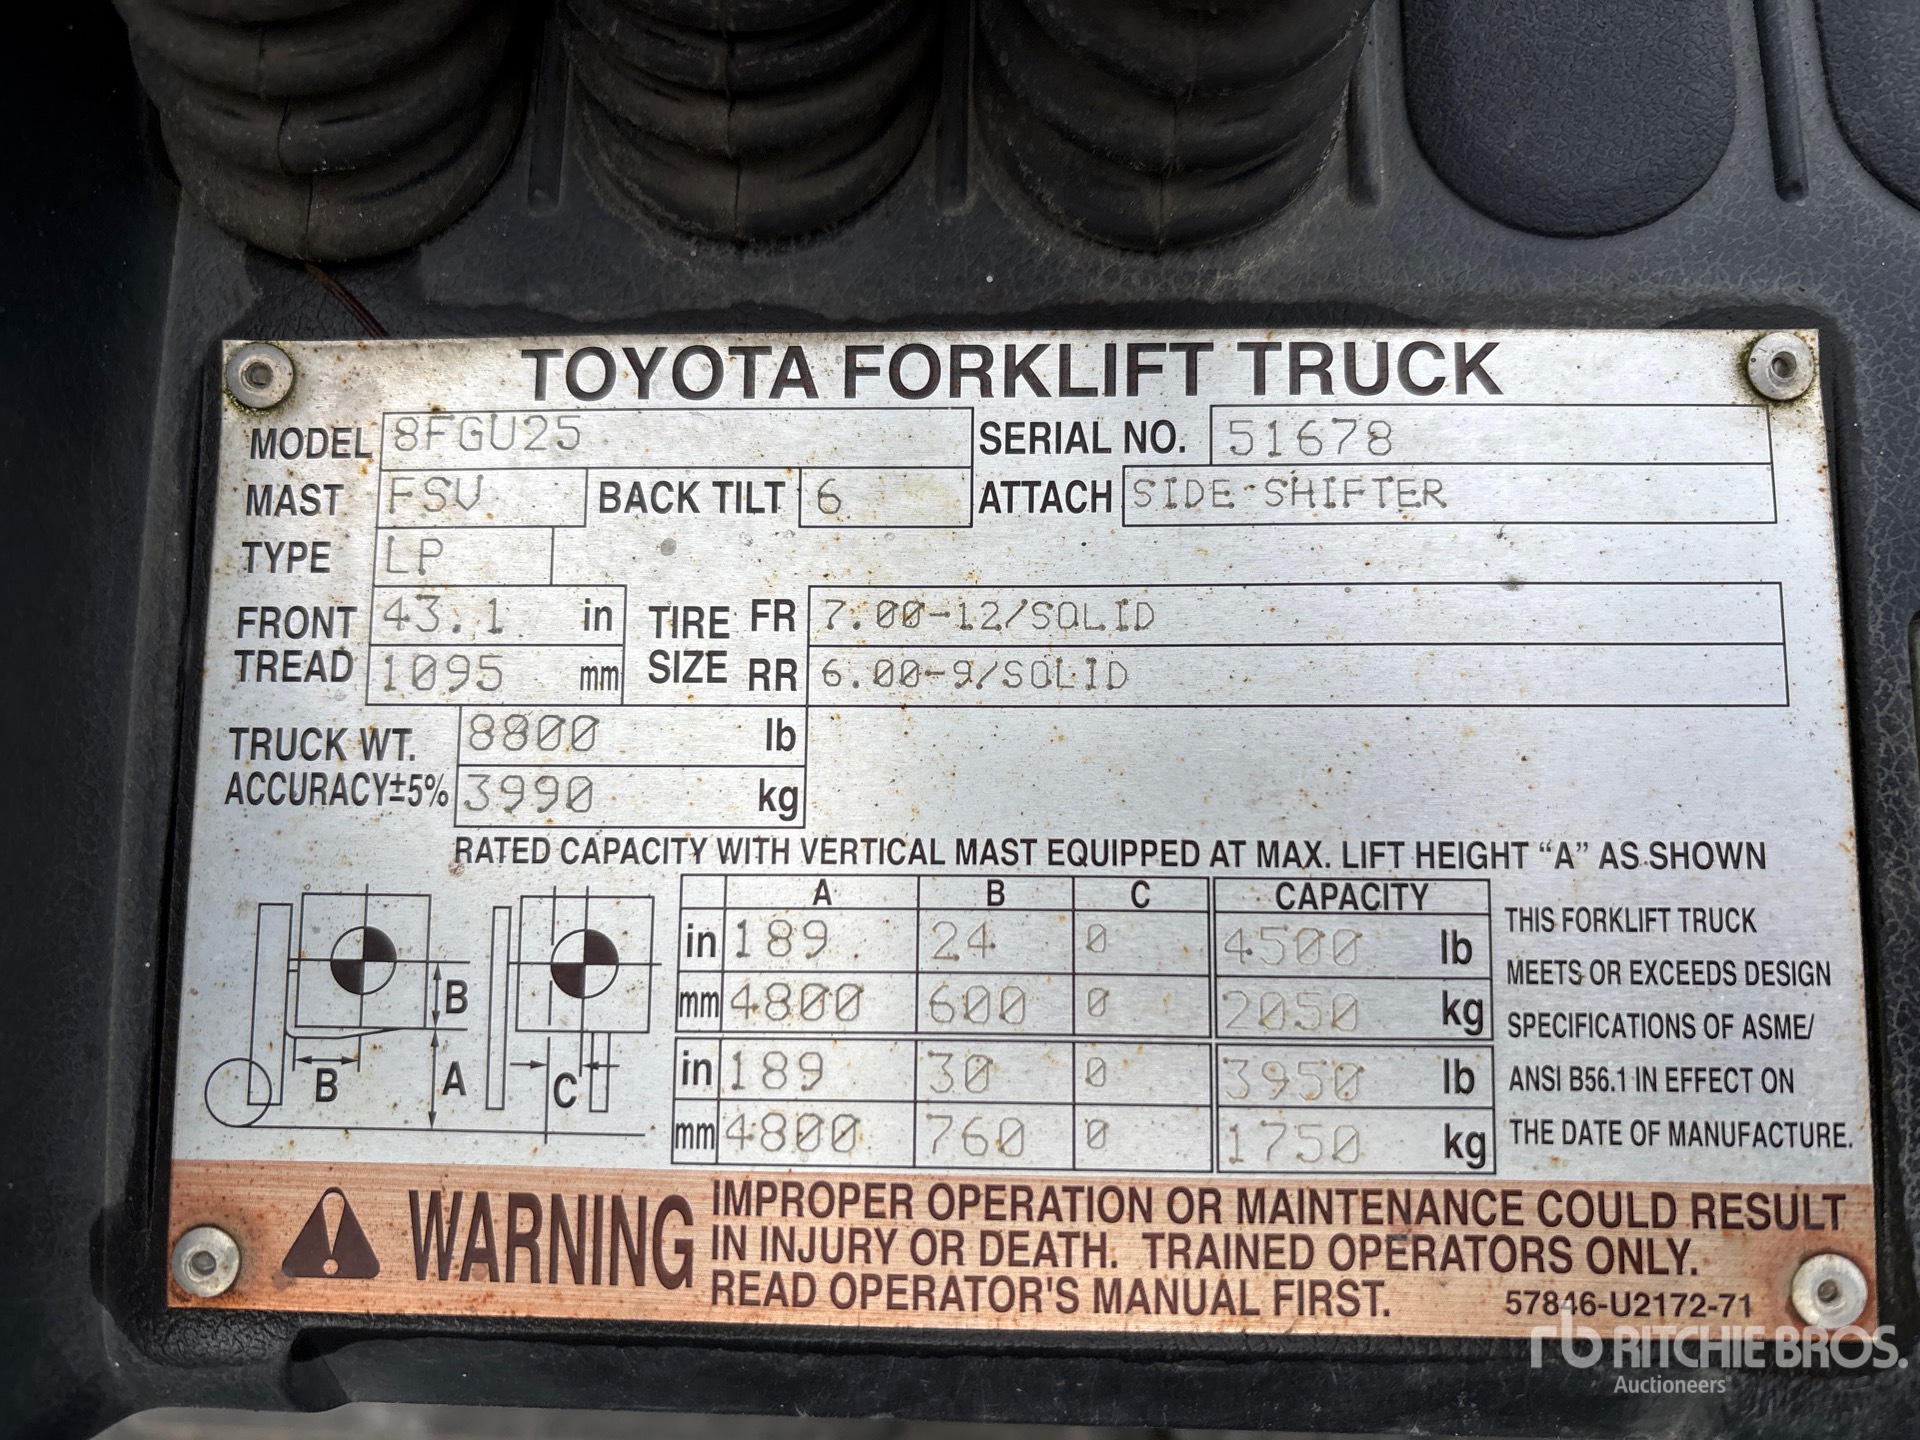 TOYOTA FORKLIFT TRUCK
MODEL 8FGU25 SERIAL NO. 51678
MAST FSV BACK TILT 6 ATTACH SIDE-SHIFTER
TYPE LP
FRONT TREAD 43.1 in TIRE SIZE FR 7.00-12/SOLID
1095 mm RR 6.00-9/SOLID
TRUCK WT. 8800 lb
ACCURACY±5% 3990 kg
RATED CAPACITY WITH VERTICAL MAST EQUIPPED AT MAX. LIFT HEIGHT "A" AS SHOWN
A B C CAPACITY
in 189 24 0 4500 lb
mm 4800 600 0 2050 kg
in 189 30 0 3950 lb
mm 4800 760 0 1750 kg
B
B
A
C
THIS FORKLIFT TRUCK
MEETS OR EXCEEDS DESIGN
SPECIFICATIONS OF ASME/
ANSI B56.1 IN EFFECT ON
THE DATE OF MANUFACTURE.
WARNING
IMPROPER OPERATION OR MAINTENANCE COULD RESULT
IN INJURY OR DEATH. TRAINED OPERATORS ONLY.
READ OPERATOR'S MANUAL FIRST.
57846-U2172-71
rb RITCHIE BROS.
Auctioneers